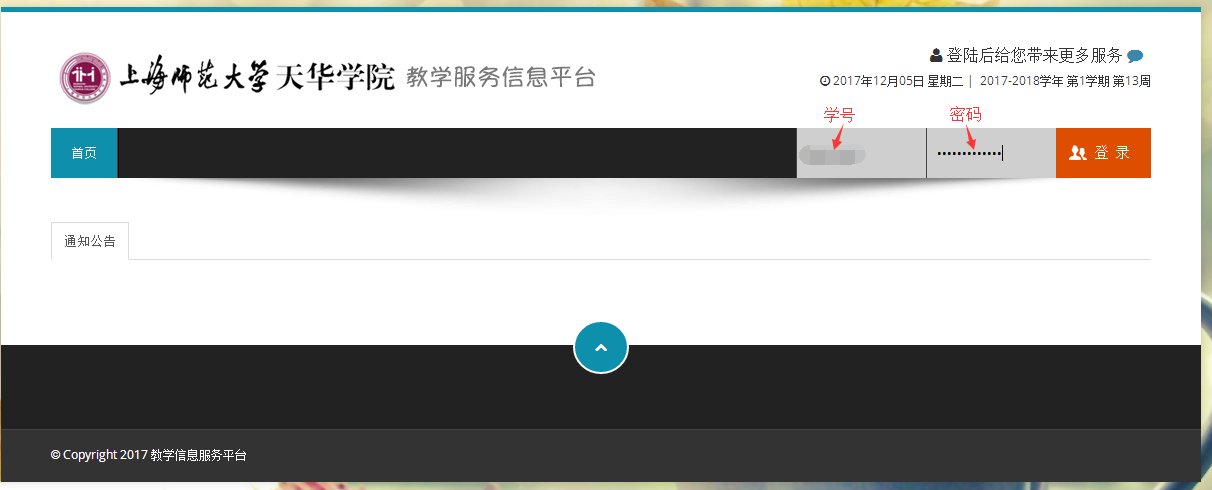 登陆后给您带来更多服务
上海师范大学天华学院 教学服务信息平台
2017年12月05日 星期二 | 2017-2018学年 第1学期 第13周
学号 密码
首页 登 录
通知公告
© Copyright 2017 教学信息服务平台